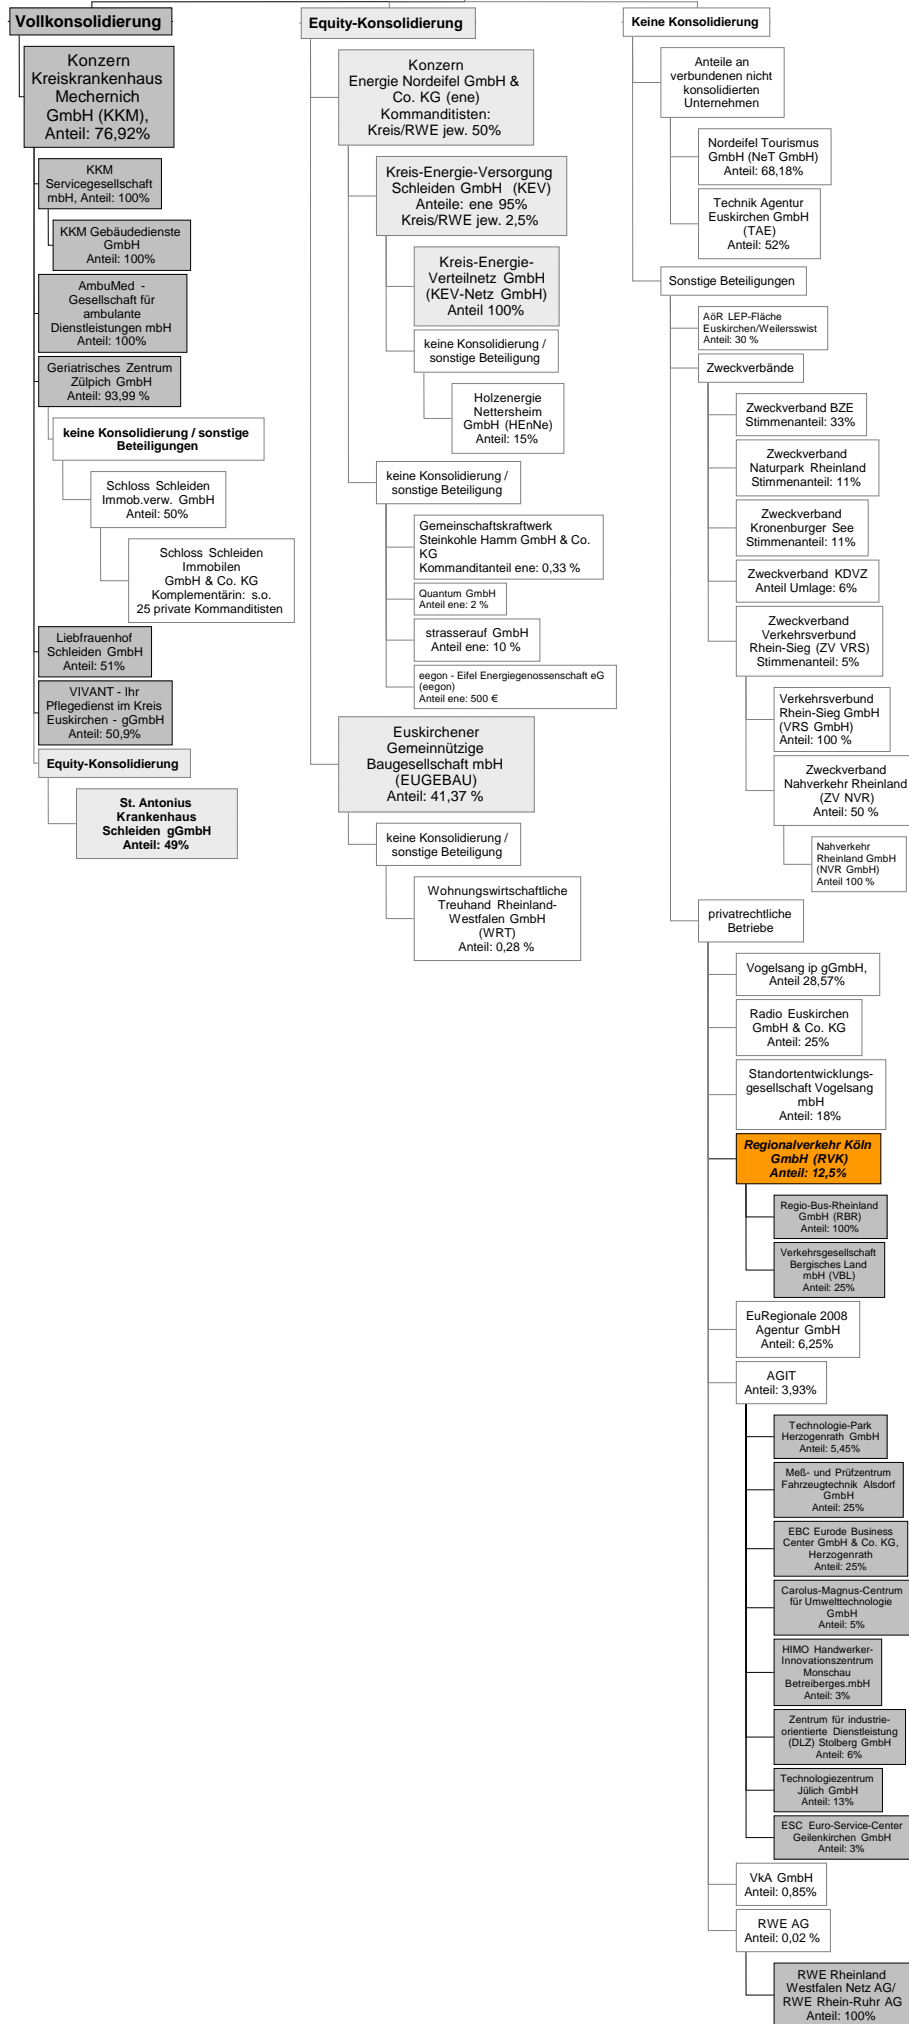 Vollkonsolidierung
Konzern
Kreiskrankenhaus
Mechernich
GmbH (KKM),
Anteil: 76,92%
KKM
Servicegesellschaft
mbH, Anteil: 100%
KKM Gebäudedienste
GmbH
Anteil: 100%
AmbuMed -
Gesellschaft für
ambulante
Dienstleistungen mbH
Anteil: 100%
Geriatrisches Zentrum
Zülpich GmbH
Anteil: 93,99 %
keine Konsolidierung / sonstige
Beteiligungen
Schloss Schleiden
Immob.verw. GmbH
Anteil: 50%
Schloss Schleiden
Immobilen
GmbH & Co. KG
Komplementärin: s.o.
25 private Kommanditisten
Liebfrauenhof
Schleiden GmbH
Anteil: 51%
VIVANT - Ihr
Pflegedienst im Kreis
Euskirchen - gGmbH
Anteil: 50,9%
Equity-Konsolidierung
St. Antonius
Krankenhaus
Schleiden gGmbH
Anteil: 49%
Equity-Konsolidierung
Konzern
Energie Nordeifel GmbH &
Co. KG (ene)
Kommanditisten:
Kreis/RWE jew. 50%
Kreis-Energie-Versorgung
Schleiden GmbH (KEV)
Anteile: ene 95%
Kreis/RWE jew. 2,5%
Kreis-Energie-
Verteilnetz GmbH
(KEV-Netz GmbH)
Anteil 100%
keine Konsolidierung /
sonstige Beteiligung
Holzenergie
Nettersheim
GmbH (HEnNe)
Anteil: 15%
keine Konsolidierung /
sonstige Beteiligung
Gemeinschaftskraftwerk
Steinkohle Hamm GmbH & Co.
KG
Kommanditanteil ene: 0,33 %
Quantum GmbH
Anteil ene: 2 %
strasserauf GmbH
Anteil ene: 10 %
eegon - Eifel Energiegenossenschaft eG
(eegon)
Anteil ene: 500 €
Euskirchener
Gemeinnützige
Baugesellschaft mbH
(EUGEBAU)
Anteil: 41,37 %
keine Konsolidierung /
sonstige Beteiligung
Wohnungswirtschaftliche
Treuhand Rheinland-
Westfalen GmbH
(WRT)
Anteil: 0,28 %
Keine Konsolidierung
Anteile an
verbundenen nicht
konsolidierten
Unternehmen
Nordeifel Tourismus
GmbH (NeT GmbH)
Anteil: 68,18%
Technik Agentur
Euskirchen GmbH
(TAE)
Anteil: 52%
Sonstige Beteiligungen
AöR LEP-Fläche
Euskirchen/Weilersswist
Anteil: 30 %
Zweckverbände
Zweckverband BZE
Stimmenanteil: 33%
Zweckverband
Naturpark Rheinland
Stimmenanteil: 11%
Zweckverband
Kronenburger See
Stimmenanteil: 11%
Zweckverband KDVZ
Anteil Umlage: 6%
Zweckverband
Verkehrsverbund
Rhein-Sieg (ZV VRS)
Stimmenanteil: 5%
Verkehrsverbund
Rhein-Sieg GmbH
(VRS GmbH)
Anteil: 100 %
Zweckverband
Nahverkehr Rheinland
(ZV NVR)
Anteil: 50 %
Nahverkehr
Rheinland GmbH
(NVR GmbH)
Anteil 100 %
privatrechtliche
Betriebe
Vogelsang ip gGmbH,
Anteil 28,57%
Radio Euskirchen
GmbH & Co. KG
Anteil: 25%
Standortentwicklungs-
gesellschaft Vogelsang
mbH
Anteil: 18%
Regionalverkehr Köln
GmbH (RVK)
Anteil: 12,5%
Regio-Bus-Rheinland
GmbH (RBR)
Anteil: 100%
Verkehrsgesellschaft
Bergisches Land
mbH (VBL)
Anteil: 25%
EuRegionale 2008
Agentur GmbH
Anteil: 6,25%
AGIT
Anteil: 3,93%
Technologie-Park
Herzogenrath GmbH
Anteil: 5,45%
Meß- und Prüfzentrum
Fahrzeugtechnik Alsdorf
GmbH
Anteil: 25%
EBC Eurode Business
Center GmbH & Co. KG,
Herzogenrath
Anteil: 25%
Carolus-Magnus-Centrum
für Umwelttechnologie
GmbH
Anteil: 5%
HIMO Handwerker-
Innovationszentrum
Monschau
Betreiberges.mbH
Anteil: 3%
Zentrum für industrie-
orientierte Dienstleistung
(DLZ) Stolberg GmbH
Anteil: 6%
Technologiezentrum
Jülich GmbH
Anteil: 13%
ESC Euro-Service-Center
Geilenkirchen GmbH
Anteil: 3%
VkA GmbH
Anteil: 0,85%
RWE AG
Anteil: 0,02 %
RWE Rheinland
Westfalen Netz AG/
RWE Rhein-Ruhr AG
Anteil: 100%